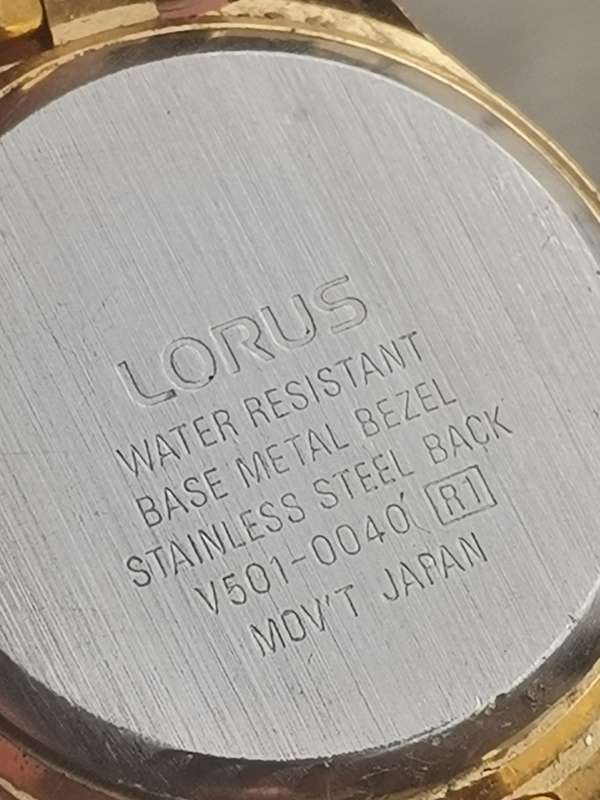 LORUS
WATER RESISTANT
BASE METAL BEZEL
STAINLESS STEEL BACK
V501-0040 R1
MOV'T JAPAN